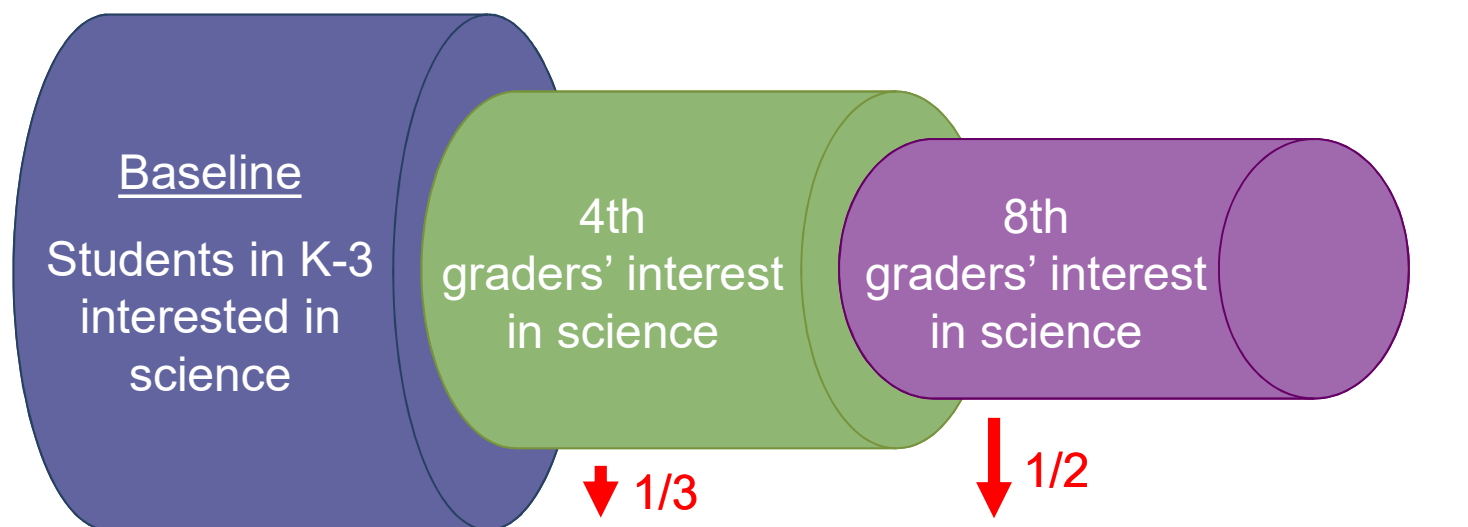 Baseline
Students in K-3
interested in
science
4th
graders’ interest
in science
8th
graders’ interest
in science
1/3
1/2